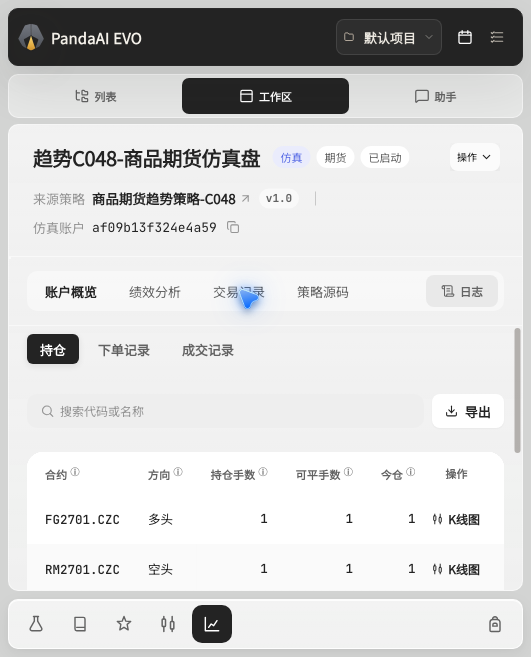 PandaAI EVO
默认项目
列表
工作区
助手
趋势C048-商品期货仿真盘 仿真 期货 已启动 操作
来源策略 商品期货趋势策略-C048 v1.0
仿真账户 af09b13f324e4a59
账户概览 绩效分析 交易记录 策略源码 日志
持仓 下单记录 成交记录
搜索代码或名称 导出
合约 方向 持仓手数 可平手数 今仓 操作
FG2701.CZC 多头 1 1 1 K线图
RM2701.CZC 空头 1 1 1 K线图